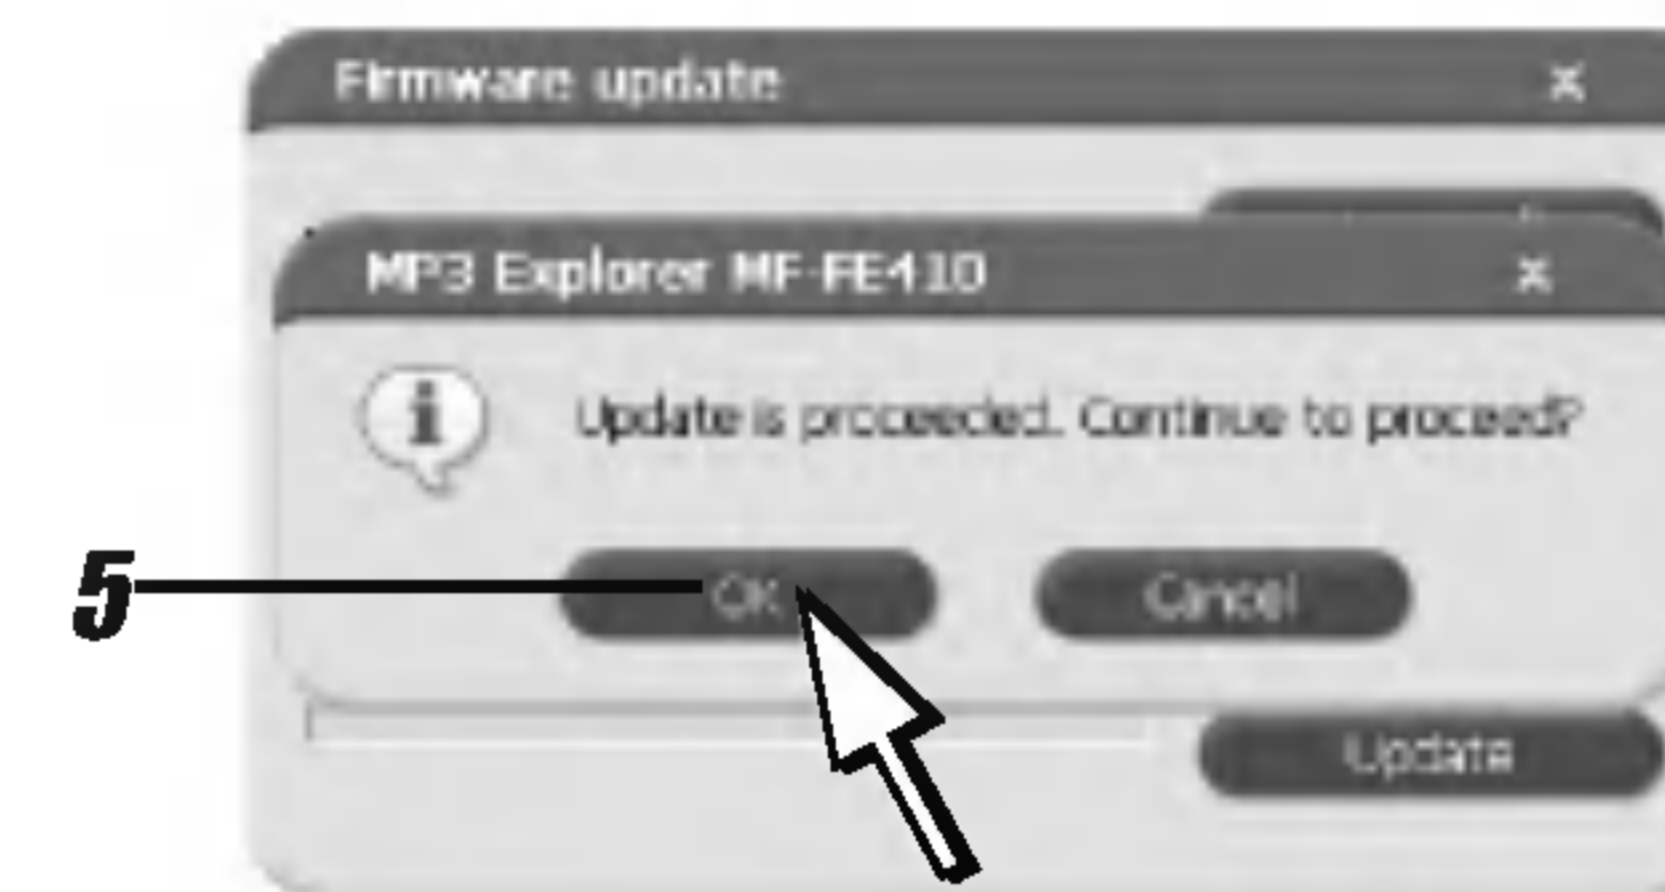 Firmware update x
MP3 Explorer MF-FE410 x
i
Update is proceeded. Continue to proceed?
5
OK Cancel
Update